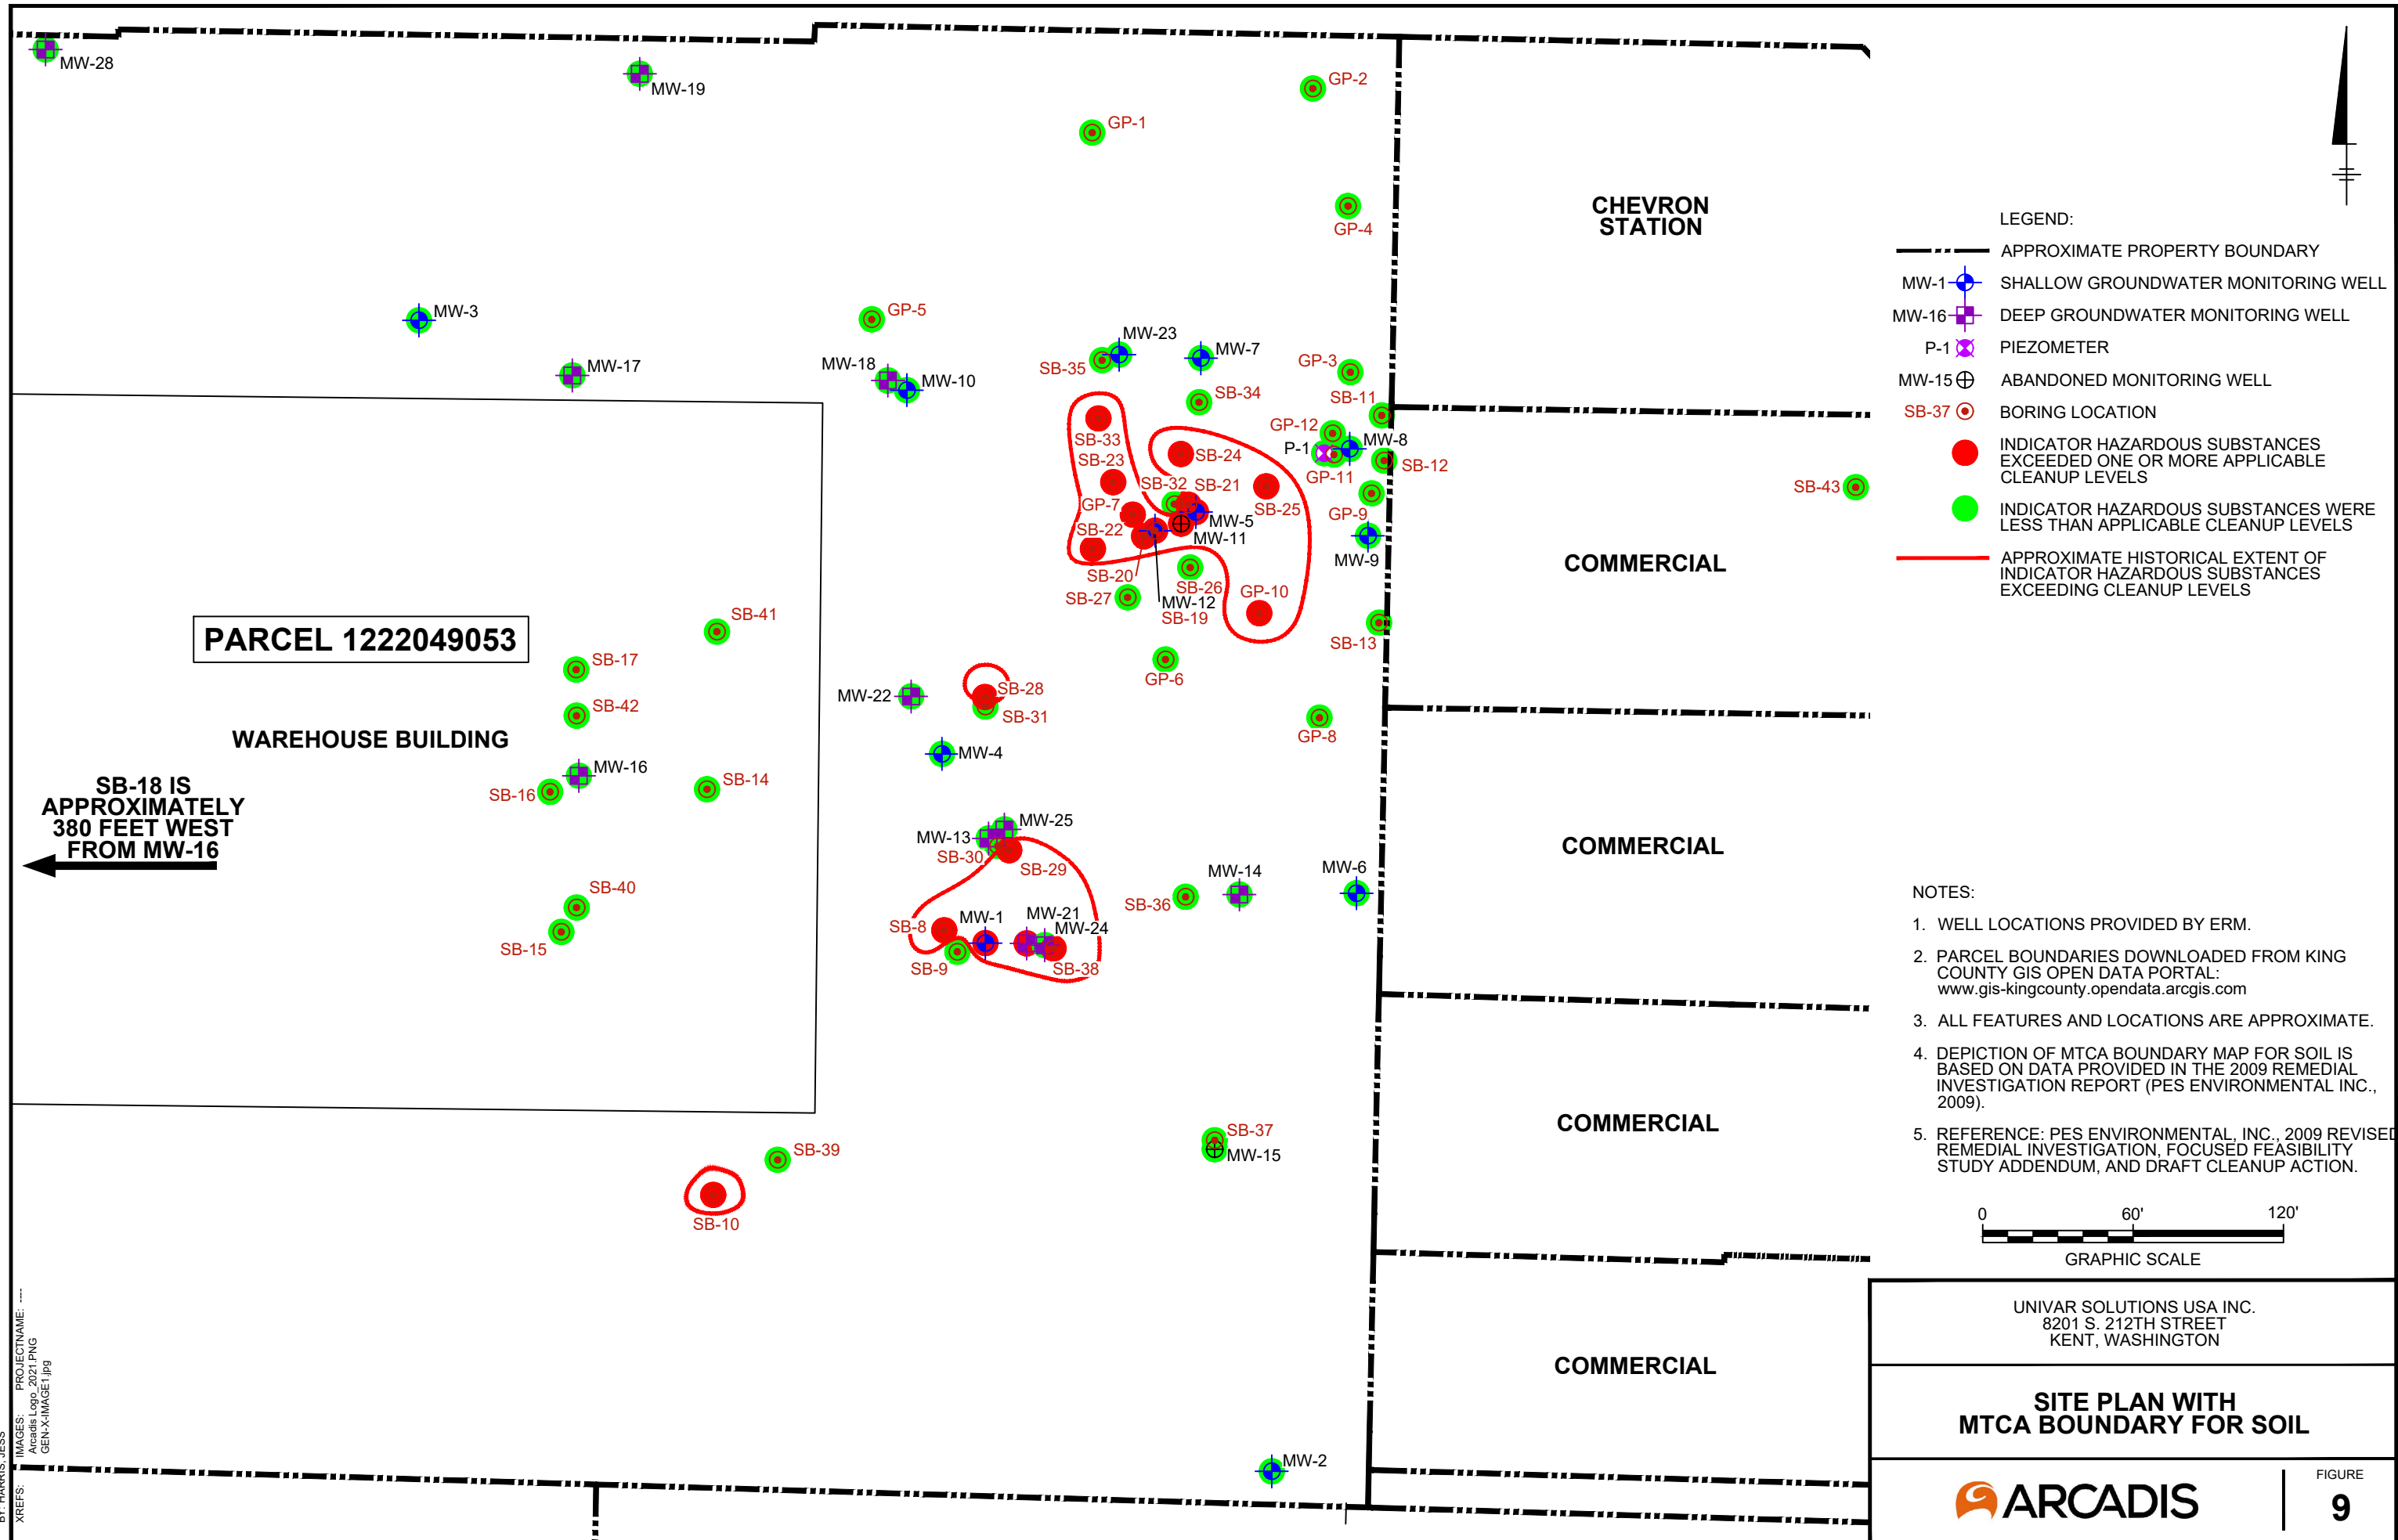 MW-28
MW-19
GP-2
GP-1
CHEVRON
STATION
GP-4
MW-3
GP-5
MW-17
MW-18
MW-10
MW-23
MW-7
SB-35
GP-3
SB-34
SB-11
SB-33
GP-12
MW-8
P-1
SB-24
SB-23
GP-11
SB-12
SB-32
SB-21
SB-25
SB-43
GP-7
GP-9
MW-5
SB-22
MW-11
MW-9
COMMERCIAL
SB-20
SB-26
SB-27
MW-12
GP-10
SB-19
SB-13
PARCEL 1222049053
SB-41
SB-17
GP-6
MW-22
SB-28
SB-42
SB-31
GP-8
WAREHOUSE BUILDING
MW-4
MW-16
SB-14
SB-16
SB-18 IS
APPROXIMATELY
380 FEET WEST
FROM MW-16
MW-25
MW-13
SB-30
SB-29
COMMERCIAL
MW-14
MW-6
SB-40
SB-36
SB-8
MW-1
MW-21
MW-24
SB-15
SB-9
SB-38
COMMERCIAL
SB-37
MW-15
SB-39
SB-10
COMMERCIAL
MW-2
LEGEND:
APPROXIMATE PROPERTY BOUNDARY
MW-1 SHALLOW GROUNDWATER MONITORING WELL
MW-16 DEEP GROUNDWATER MONITORING WELL
P-1 PIEZOMETER
MW-15 ABANDONED MONITORING WELL
SB-37 BORING LOCATION
INDICATOR HAZARDOUS SUBSTANCES
EXCEEDED ONE OR MORE APPLICABLE
CLEANUP LEVELS
INDICATOR HAZARDOUS SUBSTANCES WERE
LESS THAN APPLICABLE CLEANUP LEVELS
APPROXIMATE HISTORICAL EXTENT OF
INDICATOR HAZARDOUS SUBSTANCES
EXCEEDING CLEANUP LEVELS
NOTES:
1. WELL LOCATIONS PROVIDED BY ERM.
2. PARCEL BOUNDARIES DOWNLOADED FROM KING
COUNTY GIS OPEN DATA PORTAL:
www.gis-kingcounty.opendata.arcgis.com
3. ALL FEATURES AND LOCATIONS ARE APPROXIMATE.
4. DEPICTION OF MTCA BOUNDARY MAP FOR SOIL IS
BASED ON DATA PROVIDED IN THE 2009 REMEDIAL
INVESTIGATION REPORT (PES ENVIRONMENTAL INC.,
2009).
5. REFERENCE: PES ENVIRONMENTAL, INC., 2009 REVISED
REMEDIAL INVESTIGATION, FOCUSED FEASIBILITY
STUDY ADDENDUM, AND DRAFT CLEANUP ACTION.
0 60' 120'
GRAPHIC SCALE
UNIVAR SOLUTIONS USA INC.
8201 S. 212TH STREET
KENT, WASHINGTON
SITE PLAN WITH
MTCA BOUNDARY FOR SOIL
ARCADIS
FIGURE
9
XREFS: IMAGES: PROJECTNAME: ----
Arcadis Logo_2021.PNG
GEN-X-IMAGE1.jpg